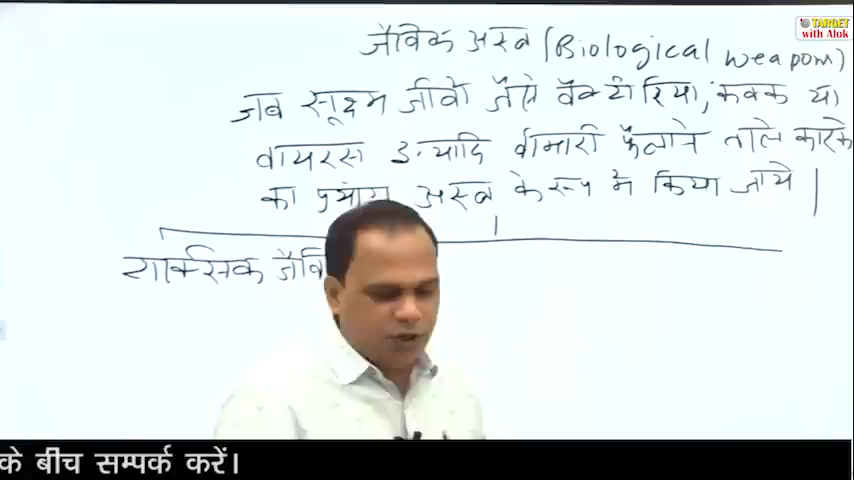 TARGET
with Alok
जैविक अस्त्र (Biological weapon)
जब सूक्ष्म जीवों जैसे बैक्टीरिया, कवक या
वायरस इत्यादि बीमारी फैलाने वाले कारक
का प्रयोग अस्त्र के रूप में किया जाये |
टाक्सिक जैवि
के बीच सम्पर्क करें।